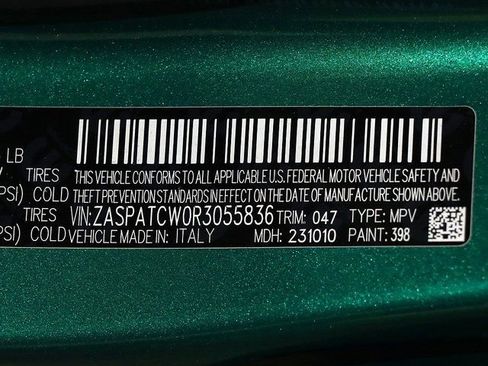 LB
TIRES THIS VEHICLE CONFORMS TO ALL APPLICABLE U.S. FEDERAL MOTOR VEHICLE SAFETY AND
PSI) COLD THEFT PREVENTION STANDARDS IN EFFECT ON THE DATE OF MANUFACTURE SHOWN ABOVE.
TIRES VIN:ZASPATCW0R3055836 TRIM: 047 TYPE: MPV
PSI) COLD VEHICLE MADE IN: ITALY MDH: 231010 PAINT: 398